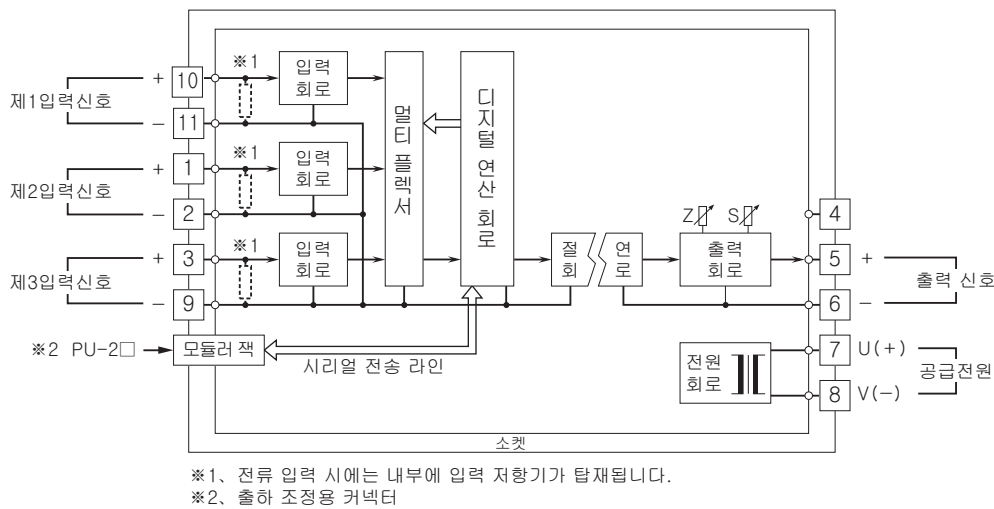 ※1
입력
회로
+ 10
제1입력신호
− 11
멀티 플렉서
디지털 연산 회로
※1
입력
회로
+ 1
제2입력신호
− 2
Z S
4
※1
입력
회로
+ 3
제3입력신호
− 9
절 연
회 로
출력
회로
5 +
출력 신호
6 −
※2 PU-2□
모듈러 잭
시리얼 전송 라인
전원
회로
7 U(+)
공급전원
8 V(−)
소켓
※1、전류 입력 시에는 내부에 입력 저항기가 탑재됩니다.
※2、출하 조정용 커넥터